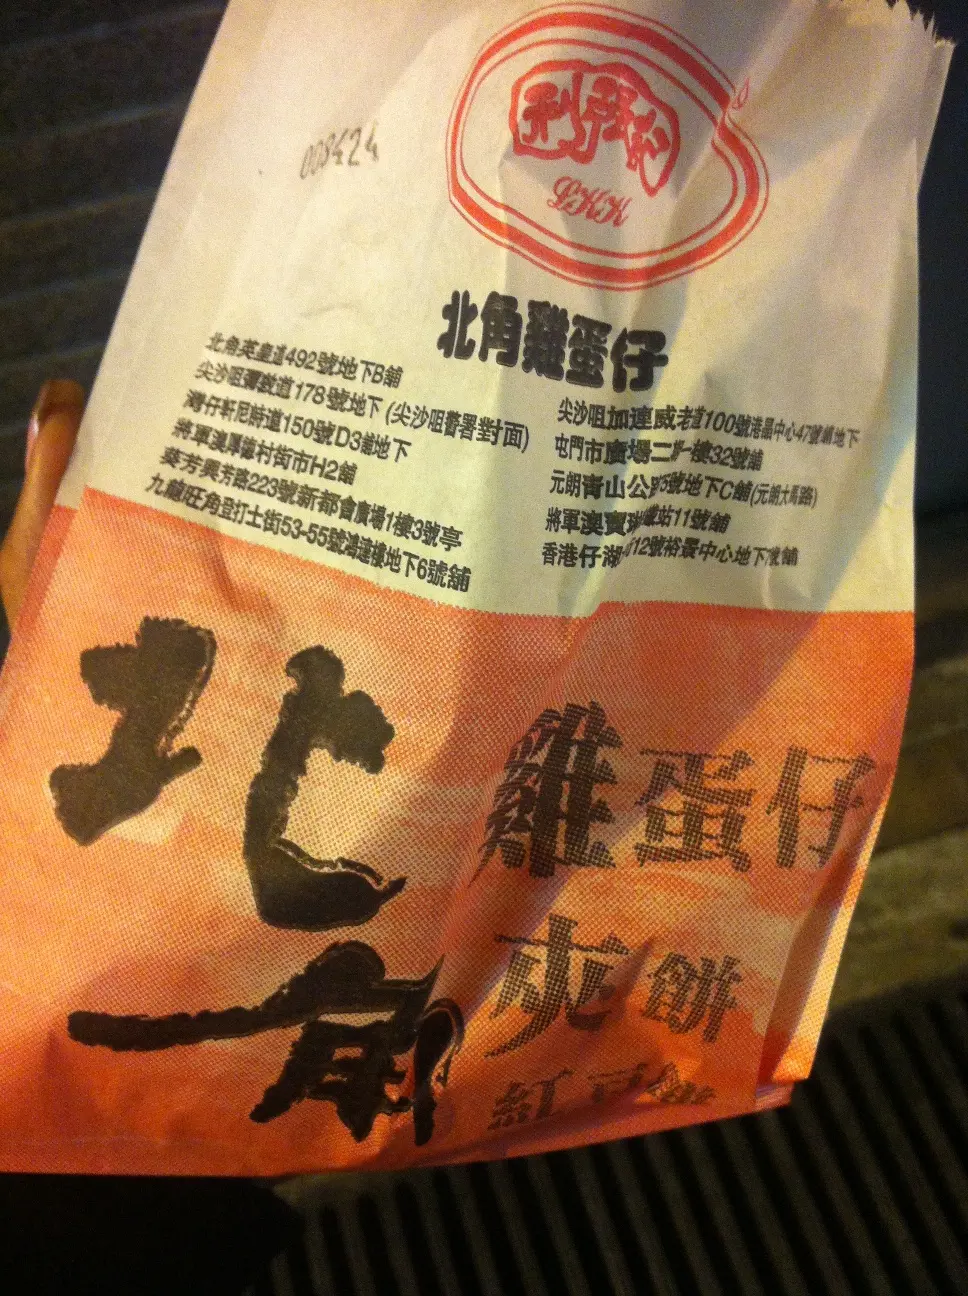 008424
利強記
LKK
北角雞蛋仔
北角英皇道492號地下B舖
尖沙咀彌敦道178號地下 (尖沙咀警署對面)
灣仔軒尼詩道150號D3舖地下
將軍澳厚德村街市H2舖
葵芳興芳路223號新都會廣場1樓3號亭
九龍旺角登打士街53-55號鴻達樓地下6號舖
尖沙咀加連威老道100號港晶中心47號舖地下
屯門市廣場二期一樓32號舖
元朗青山公 5號地下C舖(元朗大馬路)
將軍澳寶琳 鐵站11號舖
香港仔湖 12號裕景中心地下 舖
北角
雞蛋仔
夾餅
紅豆餅